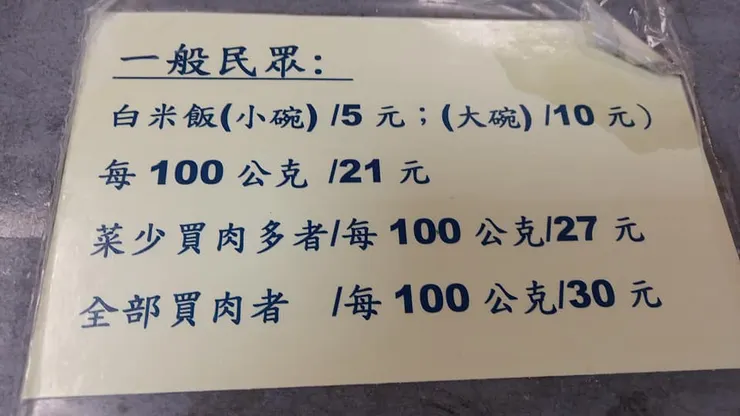 一般民眾:
白米飯(小碗) /5 元；(大碗) /10 元)
每 100 公克 /21 元
菜少買肉多者/每 100 公克/27 元
全部買肉者 /每 100 公克/30 元